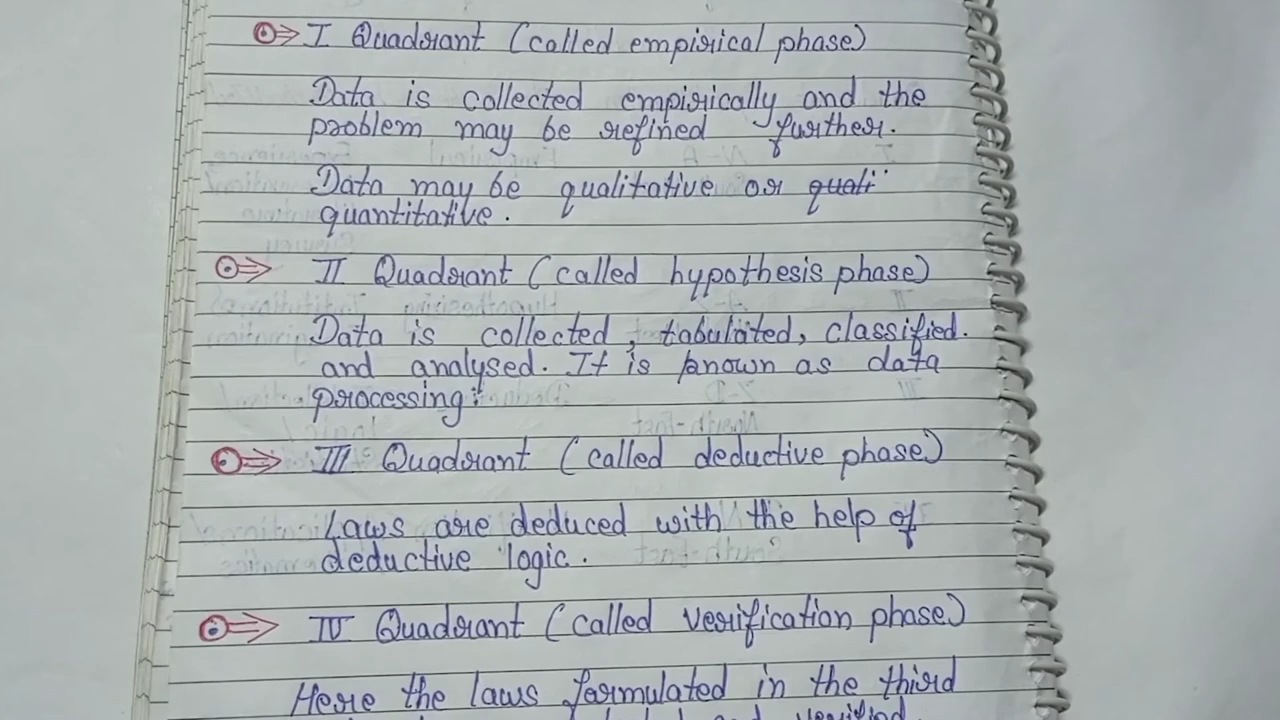 I Quadrant (called empirical phase)
Data is collected empirically and the
problem may be refined further.
Data may be qualitative or quali
quantitative.
II Quadrant (called hypothesis phase)
Data is collected, tabulated, classified.
and analysed. It is known as data
processing.
III Quadrant (called deductive phase)
Laws are deduced with the help of
deductive logic.
IV Quadrant (called verification phase)
Here the laws formulated in the third
verified